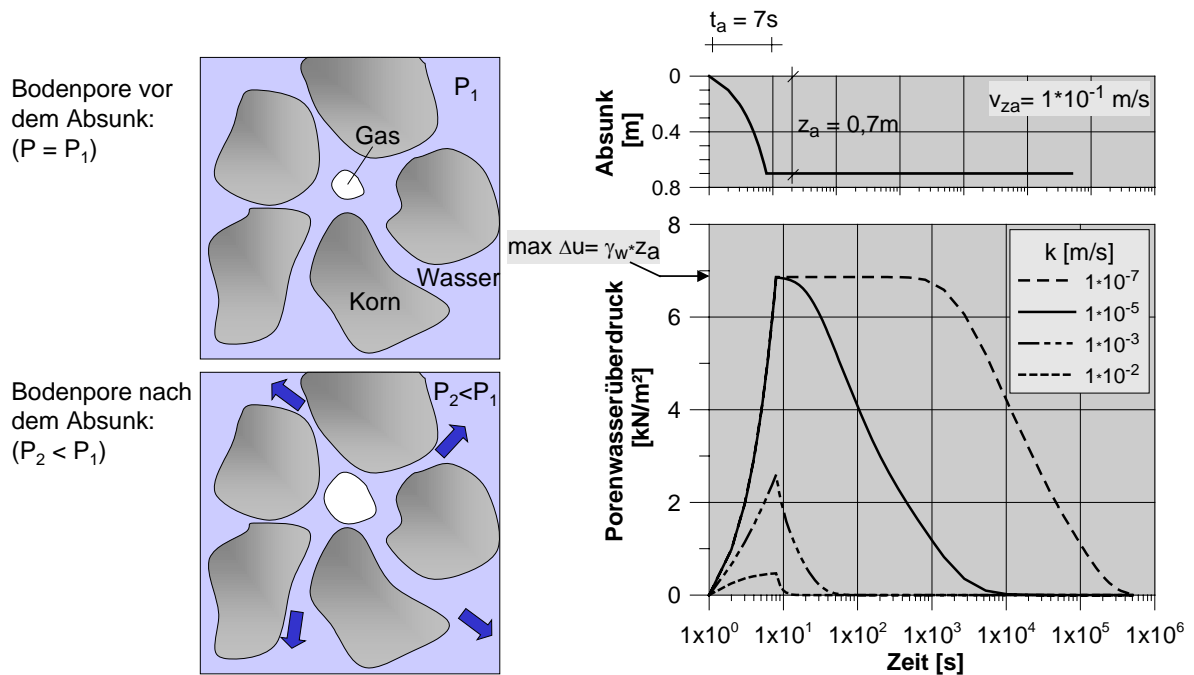 Bodenpore vor
dem Absunk:
(P = P₁)
P₁
Gas
Wasser
Korn
Bodenpore nach
dem Absunk:
(P₂ < P₁)
P₂<P₁
tₐ = 7s
Absunk
[m]
0
0.4
0.8
v_za= 1*10⁻¹ m/s
zₐ = 0,7m
max Δu= γ_w*zₐ
Porenwasserüberdruck
[kN/m²]
8
6
4
2
0
k [m/s]
1*10⁻⁷
1*10⁻⁵
1*10⁻³
1*10⁻²
1x10⁰ 1x10¹ 1x10² 1x10³ 1x10⁴ 1x10⁵ 1x10⁶
Zeit [s]